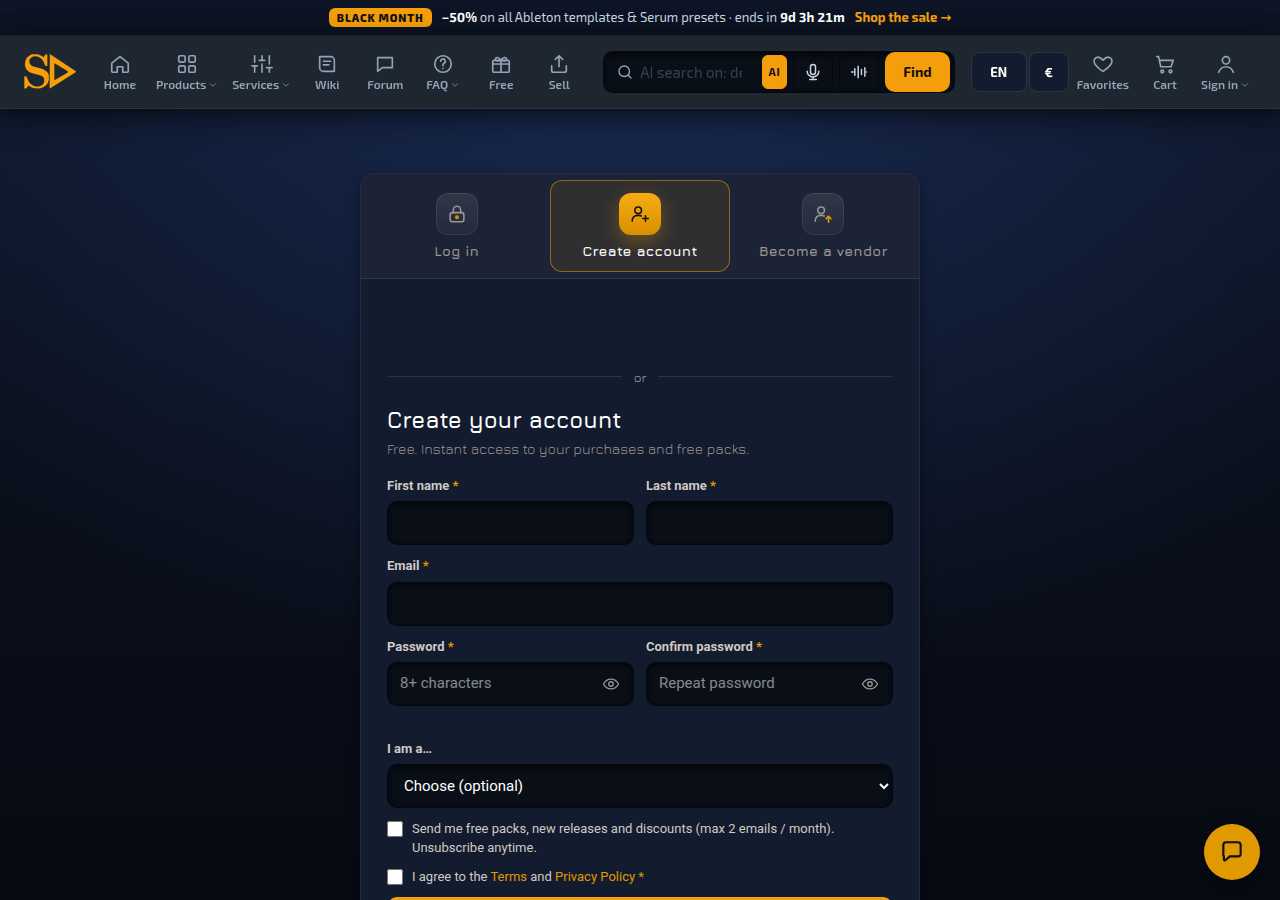 BLACK MONTH −50% on all Ableton templates & Serum presets · ends in 9d 3h 21m Shop the sale →
Home
Products
Services
Wiki
Forum
FAQ
Free
Sell
AI search on: dr
AI
Find
EN
€
Favorites
Cart
Sign in
Log in
Create account
Become a vendor
or
Create your account
Free. Instant access to your purchases and free packs.
First name *
Last name *
Email *
Password *
Confirm password *
8+ characters
Repeat password
I am a...
Choose (optional)
Send me free packs, new releases and discounts (max 2 emails / month).
Unsubscribe anytime.
I agree to the Terms and Privacy Policy *